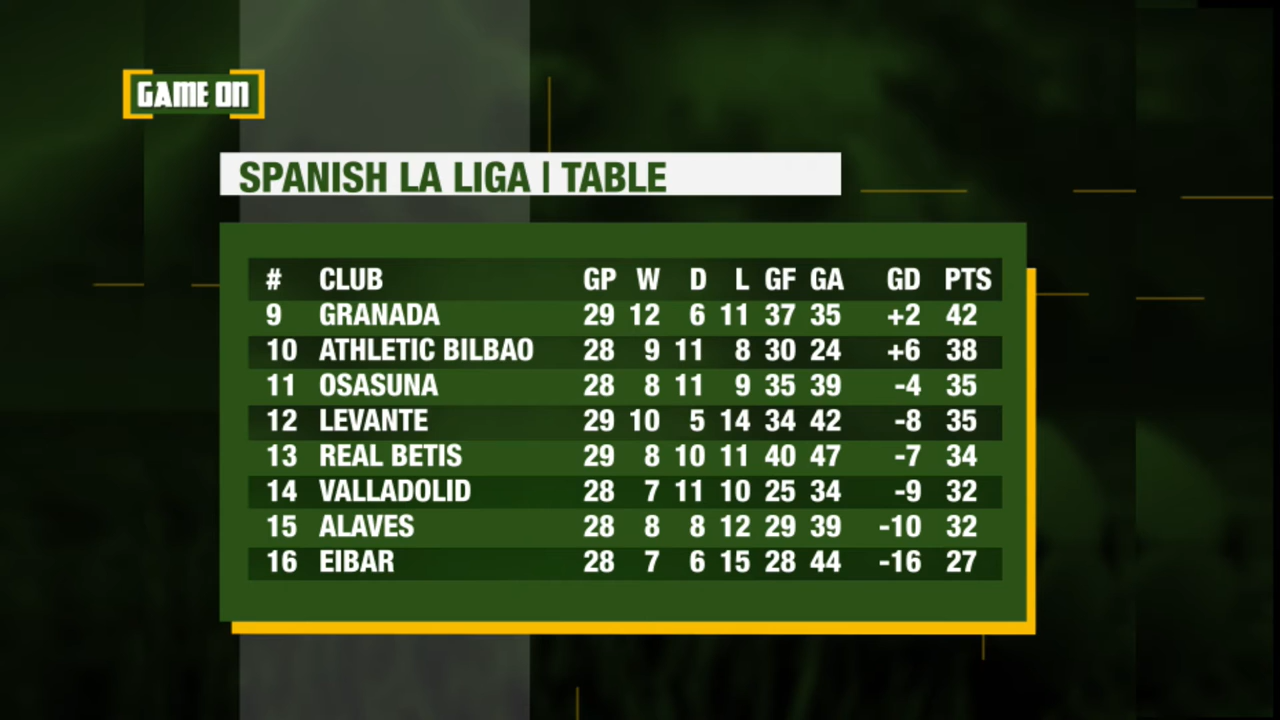 GAME ON
SPANISH LA LIGA | TABLE
# CLUB GP W D L GF GA GD PTS
9 GRANADA 29 12 6 11 37 35 +2 42
10 ATHLETIC BILBAO 28 9 11 8 30 24 +6 38
11 OSASUNA 28 8 11 9 35 39 -4 35
12 LEVANTE 29 10 5 14 34 42 -8 35
13 REAL BETIS 29 8 10 11 40 47 -7 34
14 VALLADOLID 28 7 11 10 25 34 -9 32
15 ALAVES 28 8 8 12 29 39 -10 32
16 EIBAR 28 7 6 15 28 44 -16 27